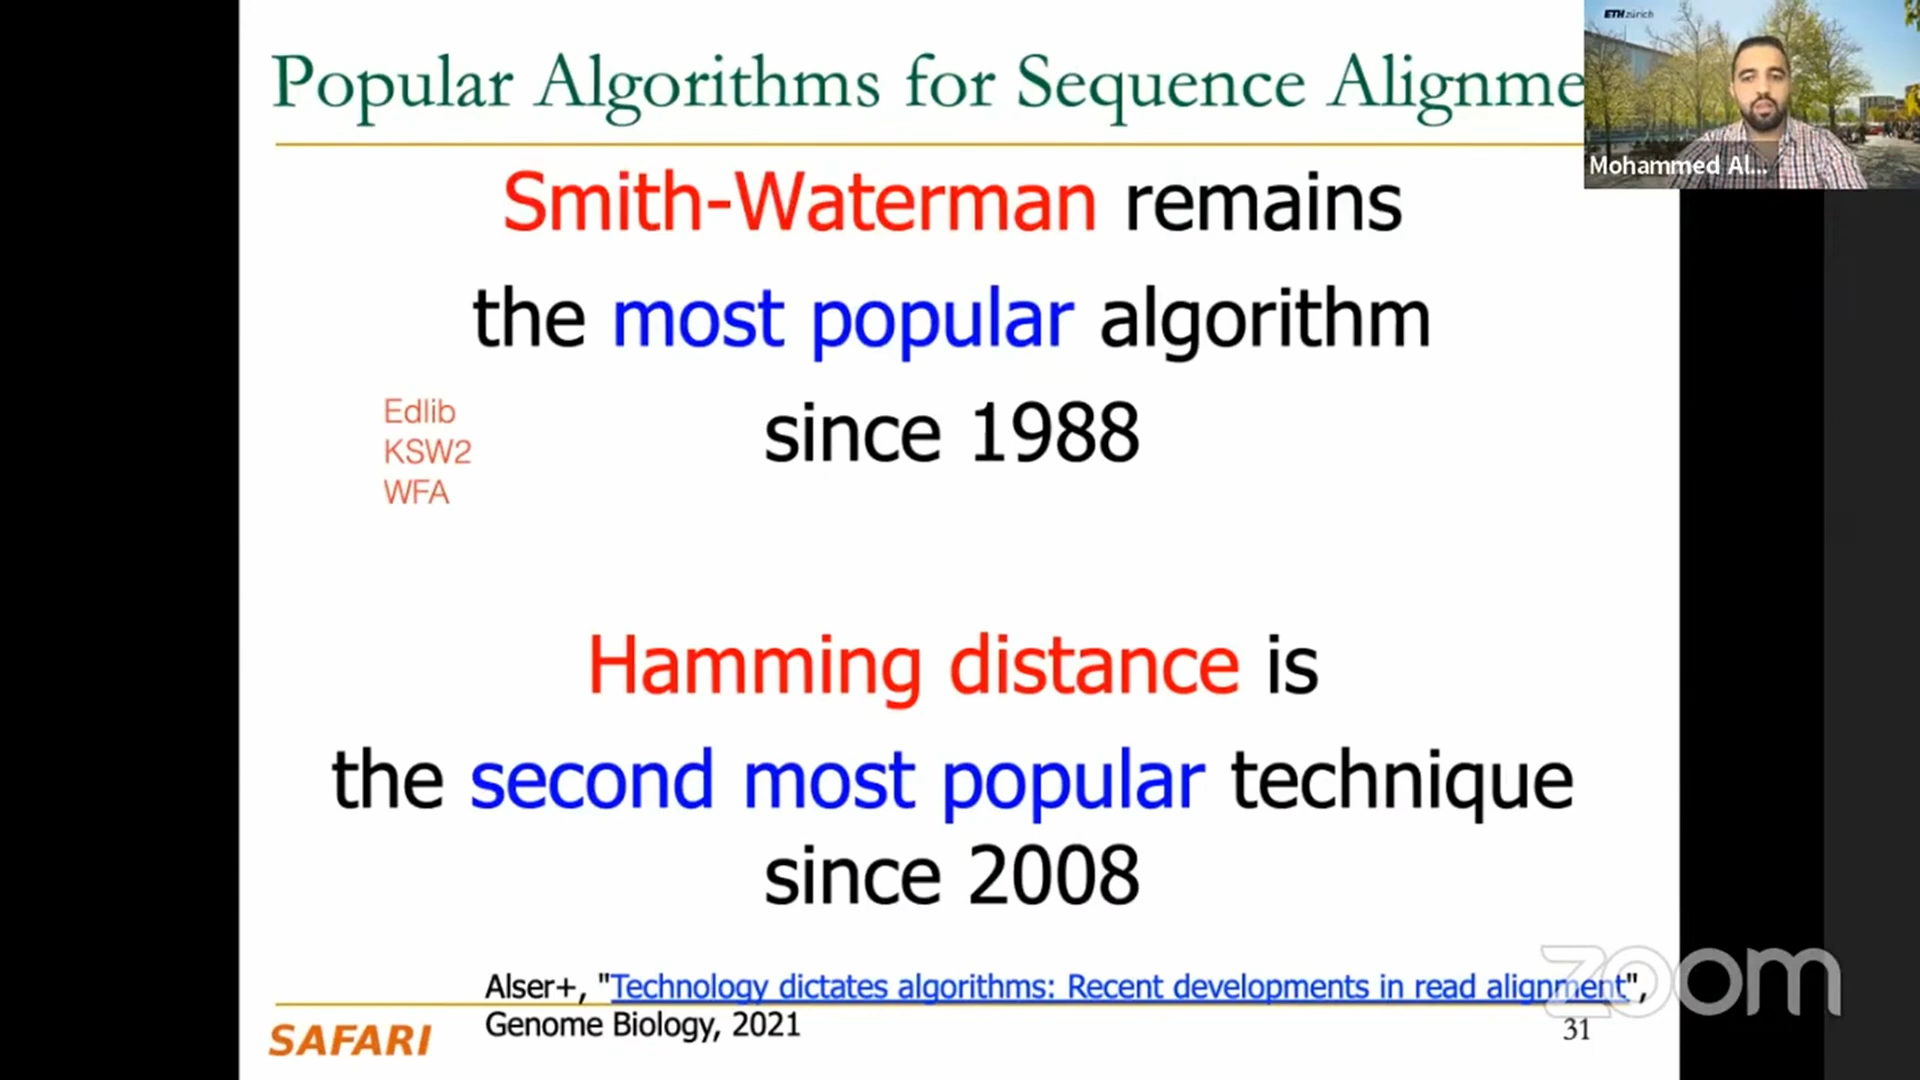 Popular Algorithms for Sequence Alignme
ETH zürich
Mohammed Al...
Smith-Waterman remains
the most popular algorithm
since 1988
Edlib
KSW2
WFA
Hamming distance is
the second most popular technique
since 2008
Alser+, "Technology dictates algorithms: Recent developments in read alignment",
Genome Biology, 2021
SAFARI
31
zoom